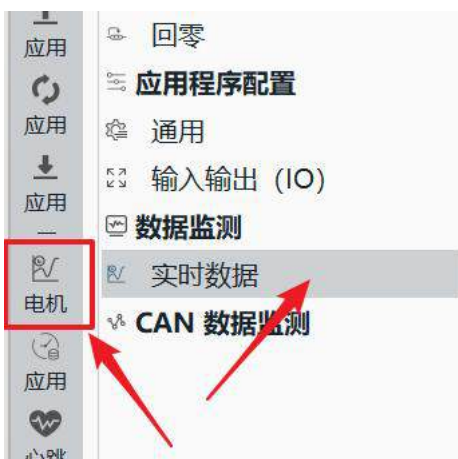 应用
应用
应用
电机
应用
心跳
回零
应用程序配置
通用
输入输出（IO）
数据监测
实时数据
CAN 数据监测